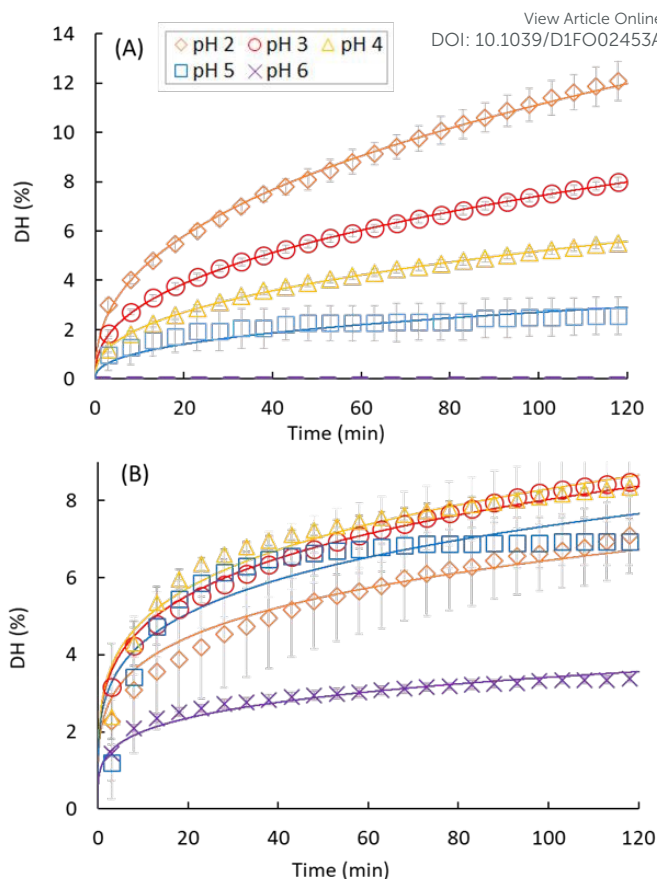 View Article Online
DOI: 10.1039/D1FO02453A
(A)
pH 2 pH 3 pH 4
pH 5 pH 6
14
12
10
8
6
4
2
0
DH (%)
0 20 40 60 80 100 120
Time (min)
(B)
8
6
4
2
0
DH (%)
0 20 40 60 80 100 120
Time (min)